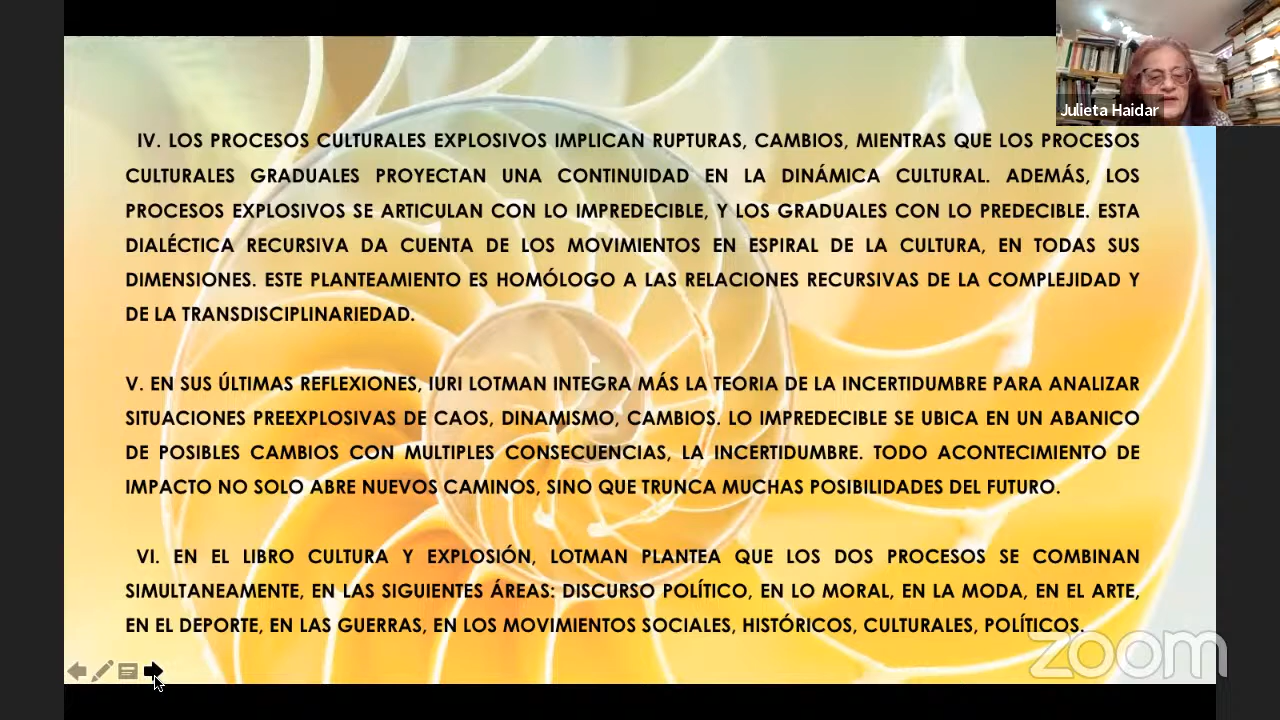 Julieta Haidar
IV. LOS PROCESOS CULTURALES EXPLOSIVOS IMPLICAN RUPTURAS, CAMBIOS, MIENTRAS QUE LOS PROCESOS
CULTURALES GRADUALES PROYECTAN UNA CONTINUIDAD EN LA DINÁMICA CULTURAL. ADEMÁS, LOS
PROCESOS EXPLOSIVOS SE ARTICULAN CON LO IMPREDECIBLE, Y LOS GRADUALES CON LO PREDECIBLE. ESTA
DIALÉCTICA RECURSIVA DA CUENTA DE LOS MOVIMIENTOS EN ESPIRAL DE LA CULTURA, EN TODAS SUS
DIMENSIONES. ESTE PLANTEAMIENTO ES HOMÓLOGO A LAS RELACIONES RECURSIVAS DE LA COMPLEJIDAD Y
DE LA TRANSDISCIPLINARIEDAD.
V. EN SUS ÚLTIMAS REFLEXIONES, IURI LOTMAN INTEGRA MÁS LA TEORIA DE LA INCERTIDUMBRE PARA ANALIZAR
SITUACIONES PREEXPLOSIVAS DE CAOS, DINAMISMO, CAMBIOS. LO IMPREDECIBLE SE UBICA EN UN ABANICO
DE POSIBLES CAMBIOS CON MULTIPLES CONSECUENCIAS, LA INCERTIDUMBRE. TODO ACONTECIMIENTO DE
IMPACTO NO SOLO ABRE NUEVOS CAMINOS, SINO QUE TRUNCA MUCHAS POSIBILIDADES DEL FUTURO.
VI. EN EL LIBRO CULTURA Y EXPLOSIÓN, LOTMAN PLANTEA QUE LOS DOS PROCESOS SE COMBINAN
SIMULTANEAMENTE, EN LAS SIGUIENTES ÁREAS: DISCURSO POLÍTICO, EN LO MORAL, EN LA MODA, EN EL ARTE,
EN EL DEPORTE, EN LAS GUERRAS, EN LOS MOVIMIENTOS SOCIALES, HISTÓRICOS, CULTURALES, POLÍTICOS.
zoom